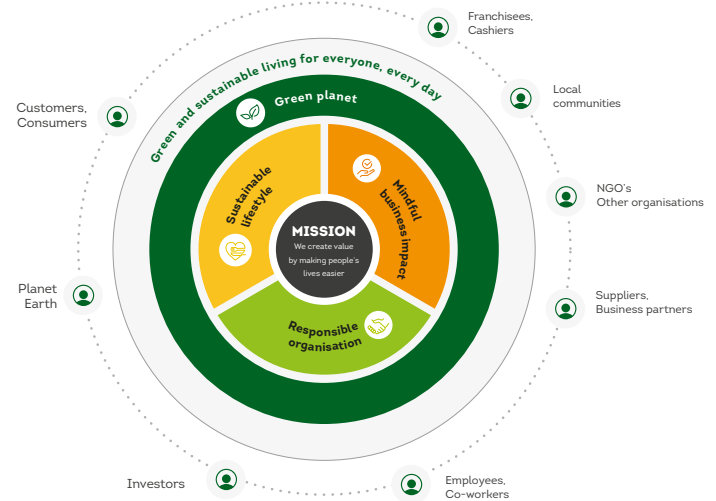 Franchisees,
Cashiers
Green and sustainable living for everyone, every day
Green planet
Local
communities
Customers,
Consumers
Sustainable
lifestyle
Mindful
business impact
NGO's
Other organisations
MISSION
We create value
by making people's
lives easier
Planet
Earth
Suppliers,
Business partners
Responsible
organisation
Investors
Employees,
Co-workers